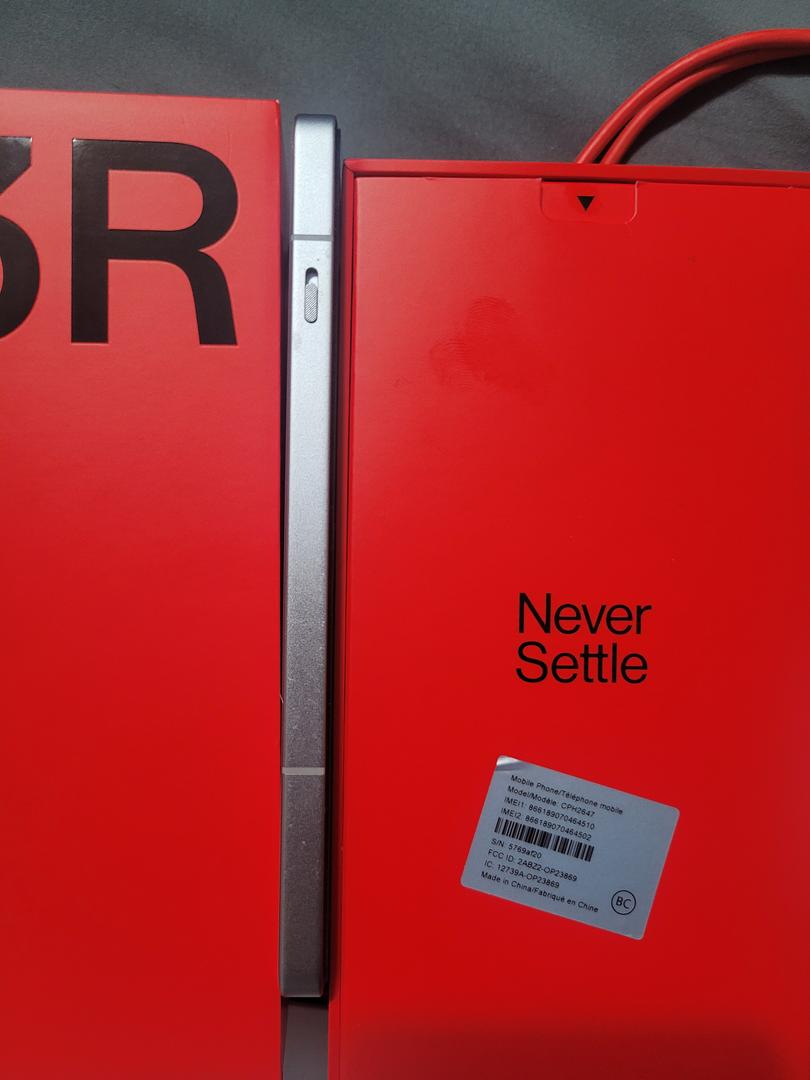 3R
Never
Settle
Mobile Phone/Téléphone mobile
Model/Modèle: CPH2647
IMEI1: 866189070464510
IMEI2: 866189070464502
S/N: 5769af20
FCC ID: 2ABZ2-OP23869
IC: 12739A-OP23869
Made in China/Fabriqué en Chine
BC